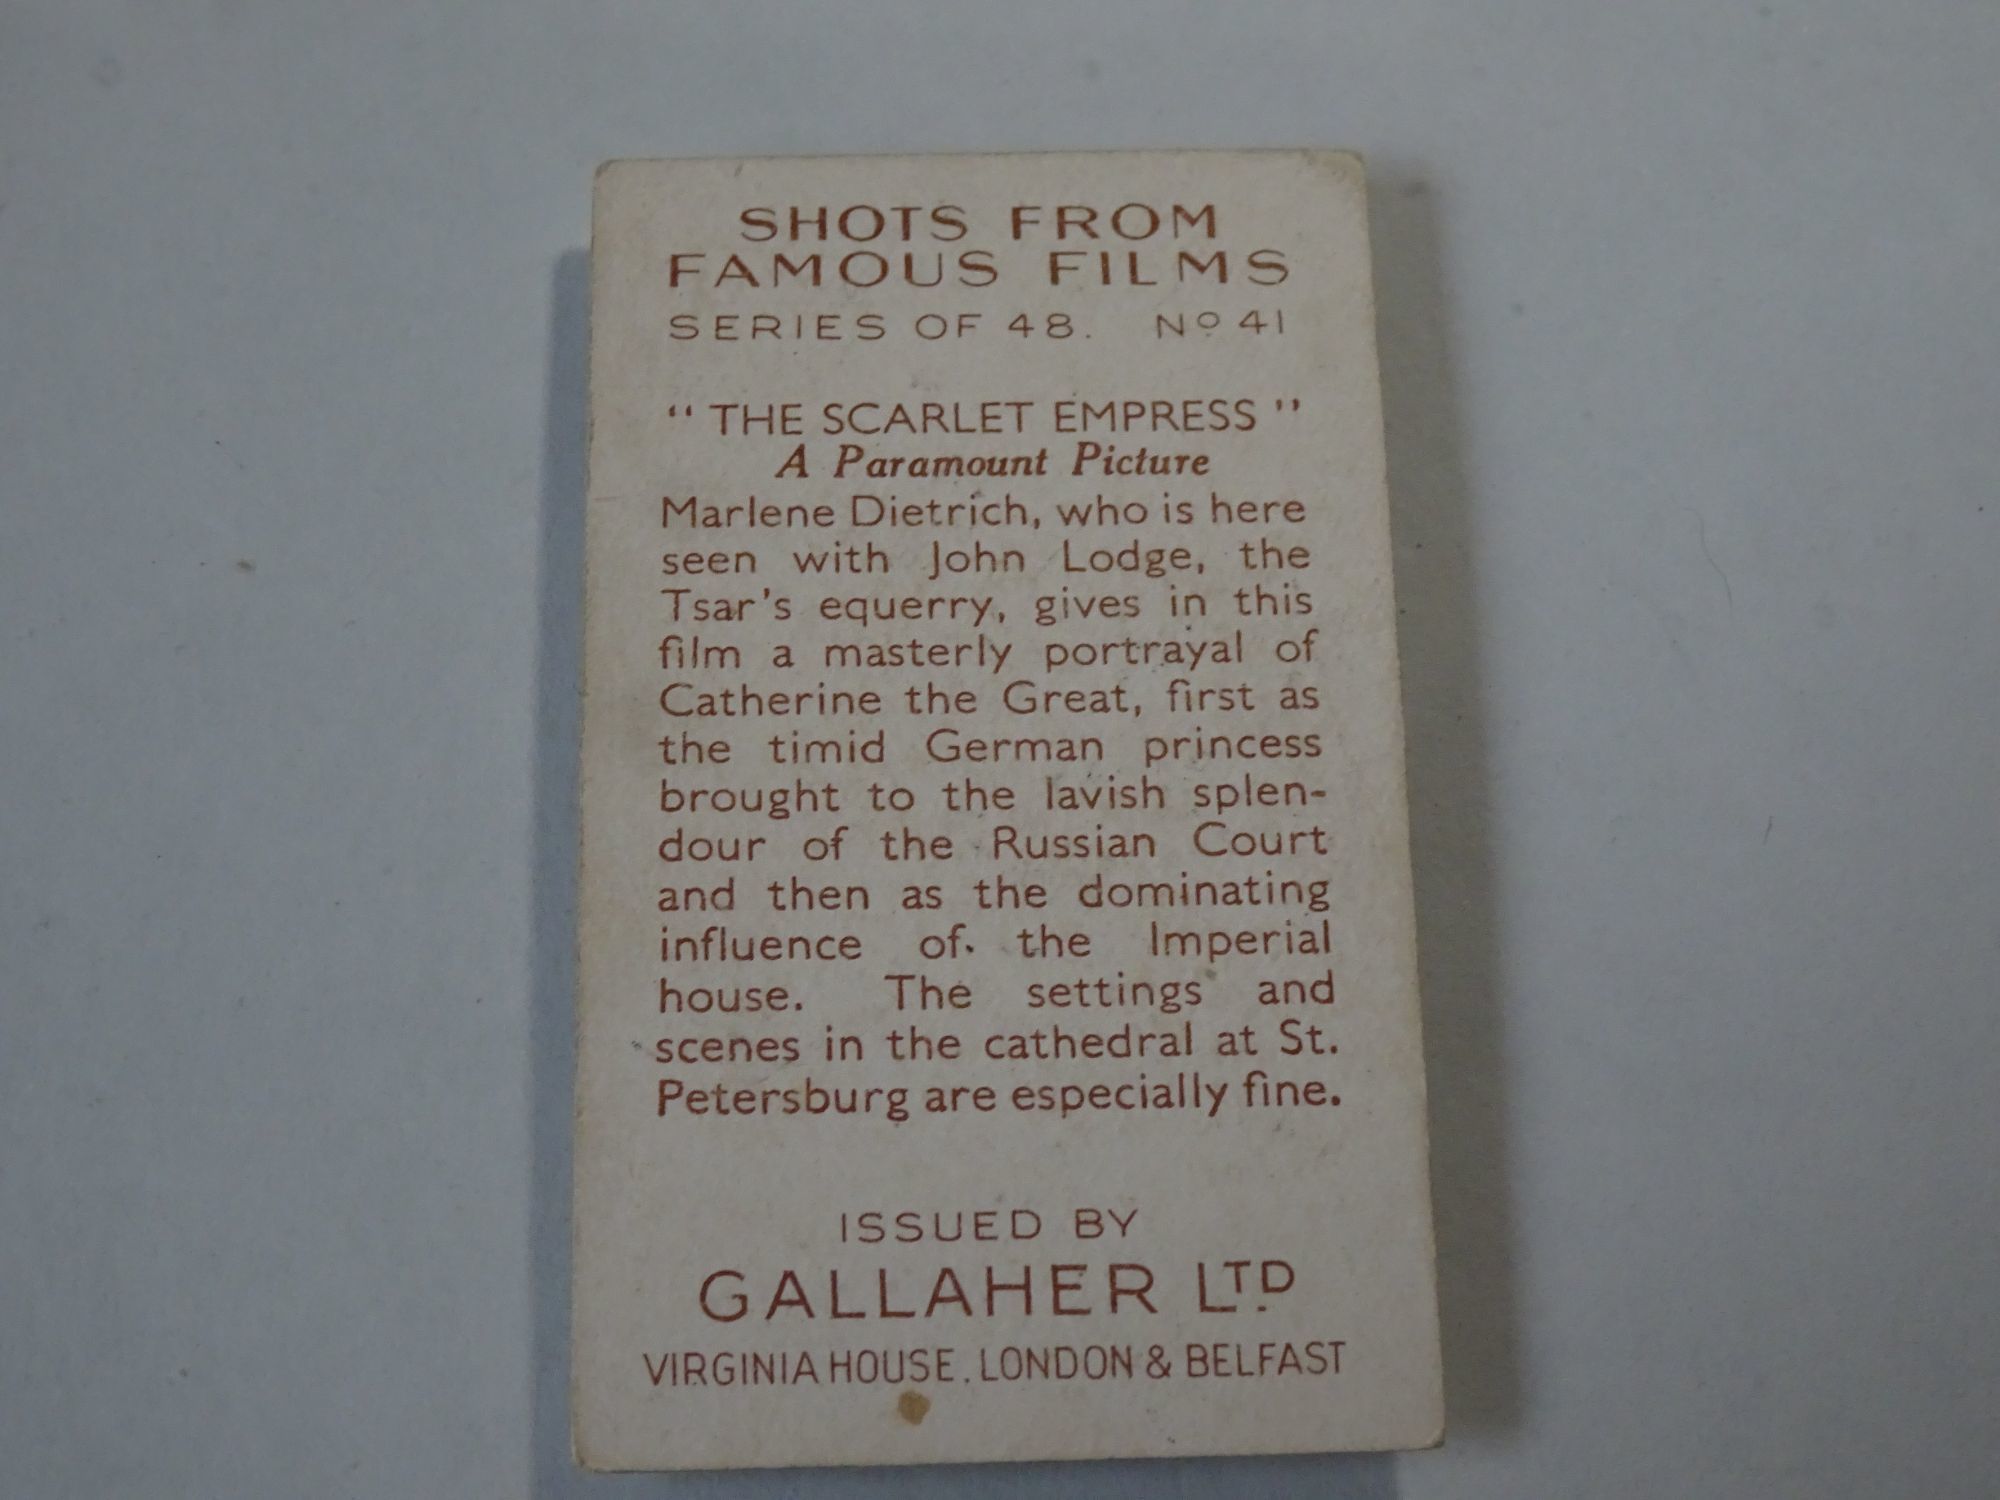 SHOTS FROM
FAMOUS FILMS
SERIES OF 48. Nº 41
" THE SCARLET EMPRESS "
A Paramount Picture
Marlene Dietrich, who is here
seen with John Lodge, the
Tsar's equerry, gives in this
film a masterly portrayal of
Catherine the Great, first as
the timid German princess
brought to the lavish splen-
dour of the Russian Court
and then as the dominating
influence of the Imperial
house. The settings and
scenes in the cathedral at St.
Petersburg are especially fine.
ISSUED BY
GALLAHER LTD.
VIRGINIA HOUSE, LONDON & BELFAST